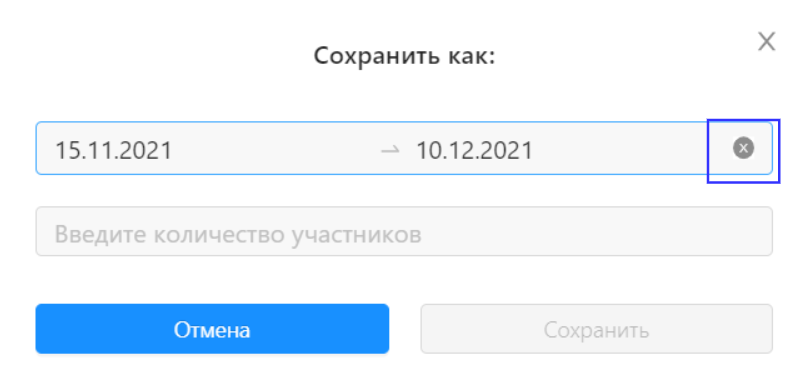 Сохранить как:
15.11.2021 → 10.12.2021
Введите количество участников
Отмена Сохранить